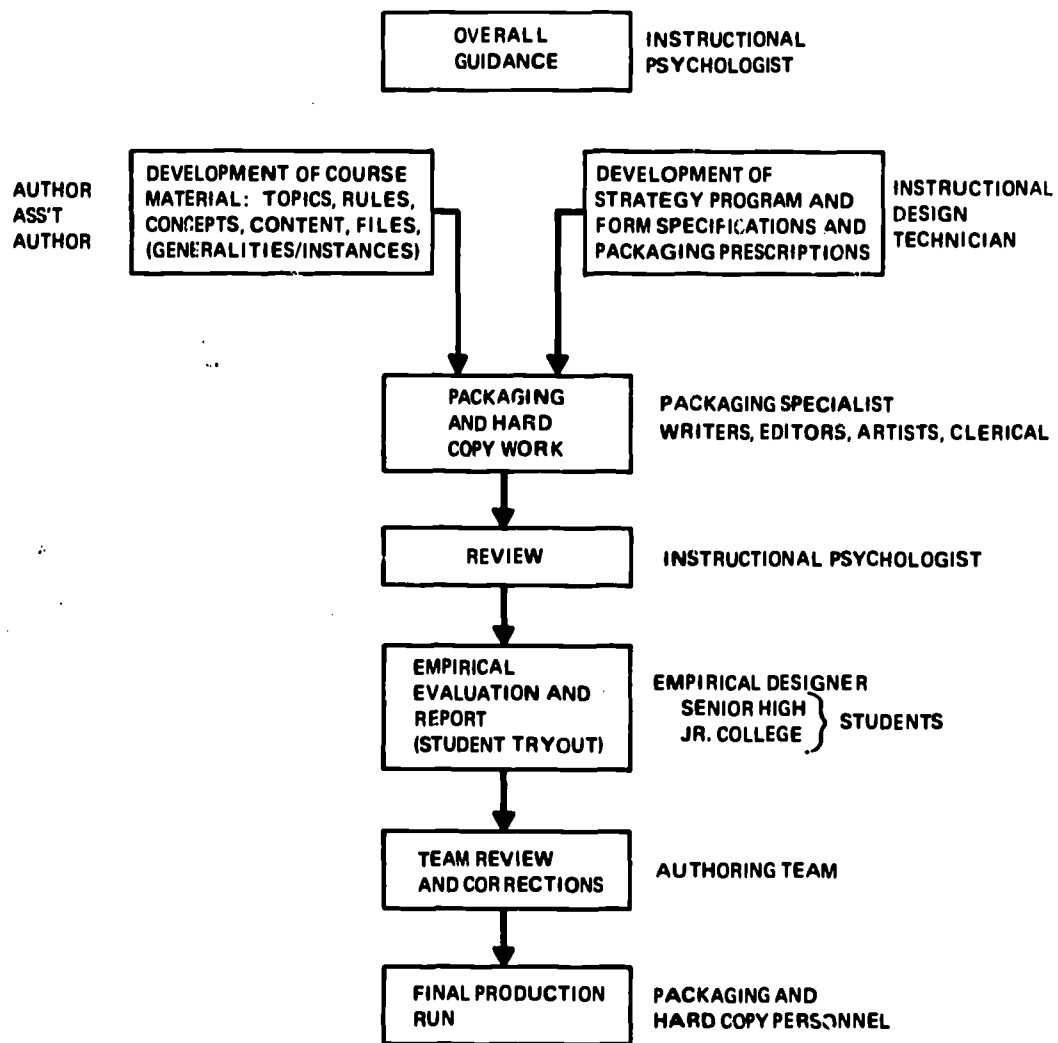 OVERALL
GUIDANCE
INSTRUCTIONAL
PSYCHOLOGIST
AUTHOR
ASS'T
AUTHOR
DEVELOPMENT OF COURSE
MATERIAL: TOPICS, RULES,
CONCEPTS, CONTENT, FILES,
(GENERALITIES/INSTANCES)
DEVELOPMENT OF
STRATEGY PROGRAM AND
FORM SPECIFICATIONS AND
PACKAGING PRESCRIPTIONS
INSTRUCTIONAL
DESIGN
TECHNICIAN
PACKAGING
AND HARD
COPY WORK
PACKAGING SPECIALIST
WRITERS, EDITORS, ARTISTS, CLERICAL
REVIEW
INSTRUCTIONAL PSYCHOLOGIST
EMPIRICAL
EVALUATION AND
REPORT
(STUDENT TRYOUT)
EMPIRICAL DESIGNER
SENIOR HIGH
JR. COLLEGE
STUDENTS
TEAM REVIEW
AND CORRECTIONS
AUTHORING TEAM
FINAL PRODUCTION
RUN
PACKAGING AND
HARD COPY PERSONNEL